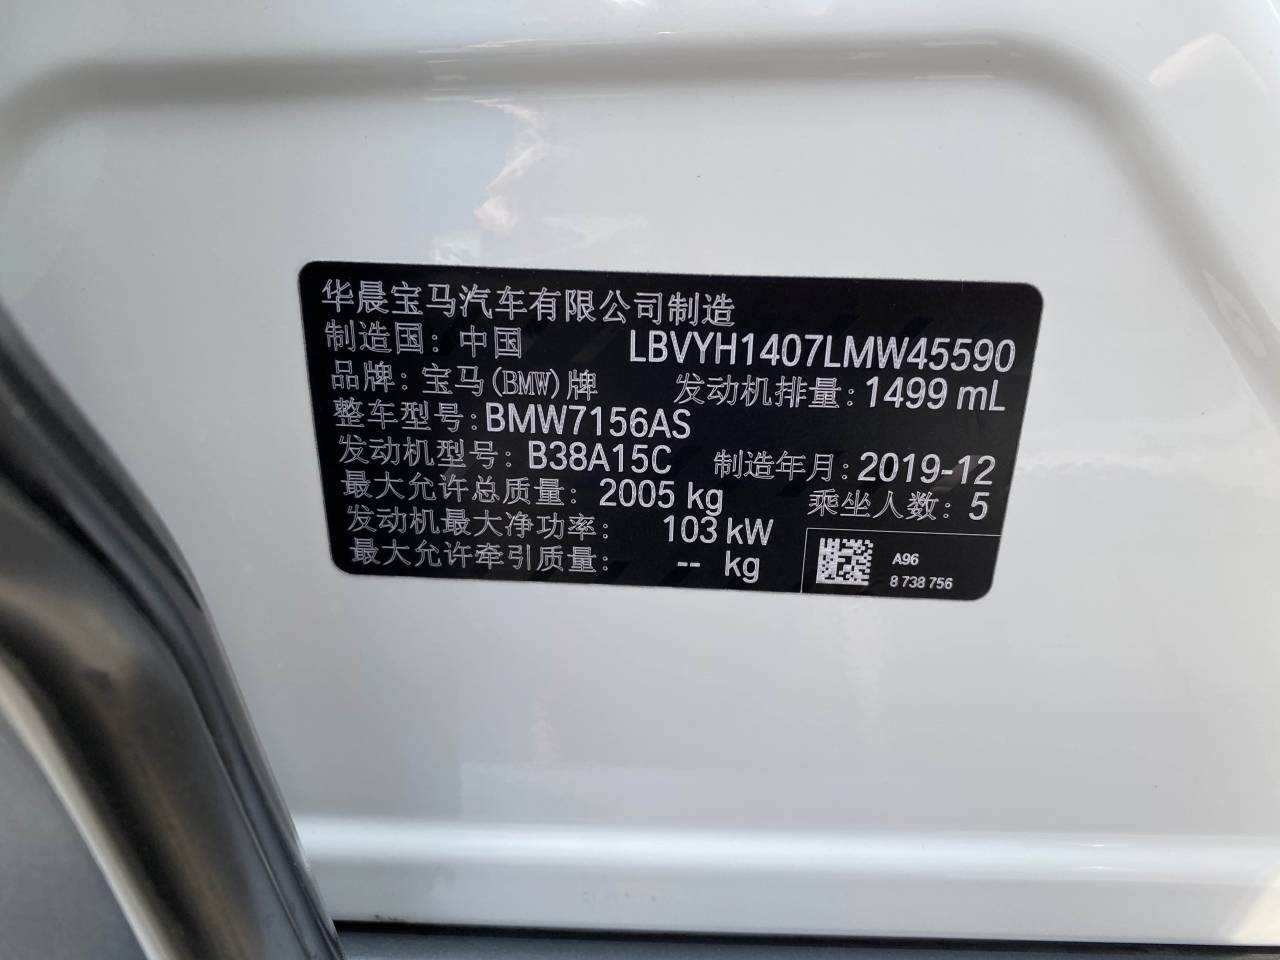 华晨宝马汽车有限公司制造
制造国：中国 LBVYH1407LMW45590
品牌：宝马(BMW)牌 发动机排量：1499 mL
整车型号：BMW7156AS
发动机型号：B38A15C 制造年月：2019-12
最大允许总质量：2005 kg 乘坐人数：5
发动机最大净功率：103 kW
最大允许牵引质量：-- kg
A96
8 738 756